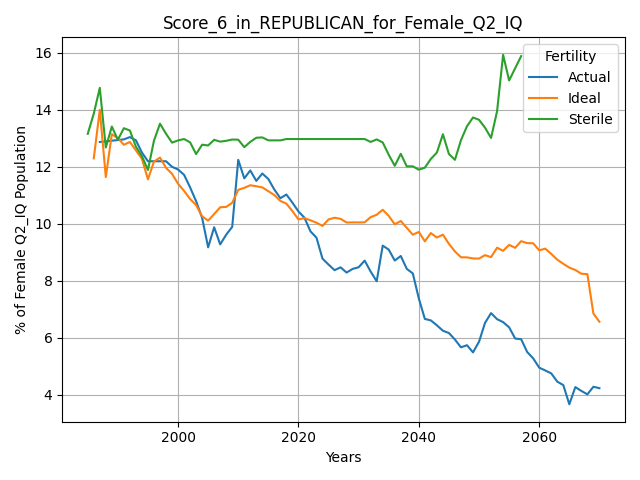 Score_6_in_REPUBLICAN_for_Female_Q2_IQ
Fertility
Actual
Ideal
Sterile
% of Female Q2_IQ Population
16
14
12
10
8
6
4
2000 2020 2040 2060
Years